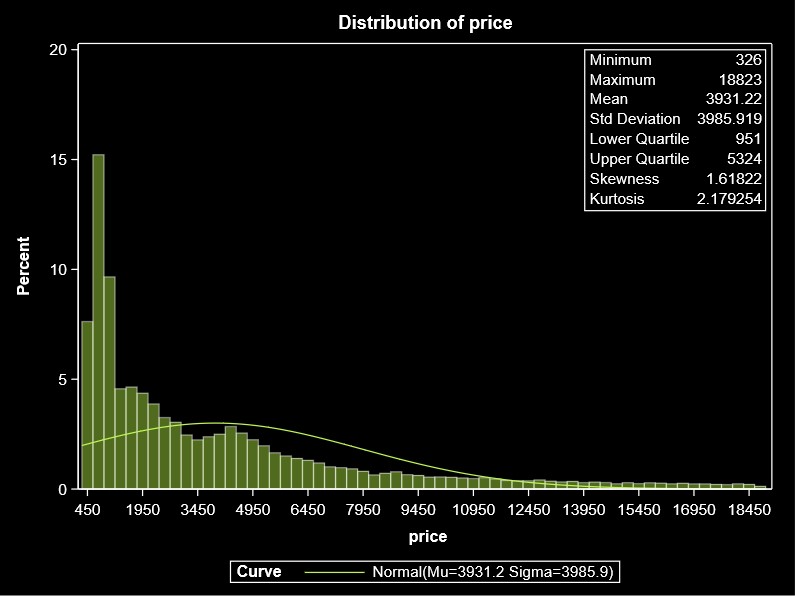 Distribution of price
20
15
10
5
0
Percent
Minimum 326
Maximum 18823
Mean 3931.22
Std Deviation 3985.919
Lower Quartile 951
Upper Quartile 5324
Skewness 1.61822
Kurtosis 2.179254
450 1950 3450 4950 6450 7950 9450 10950 12450 13950 15450 16950 18450
price
Curve Normal(Mu=3931.2 Sigma=3985.9)